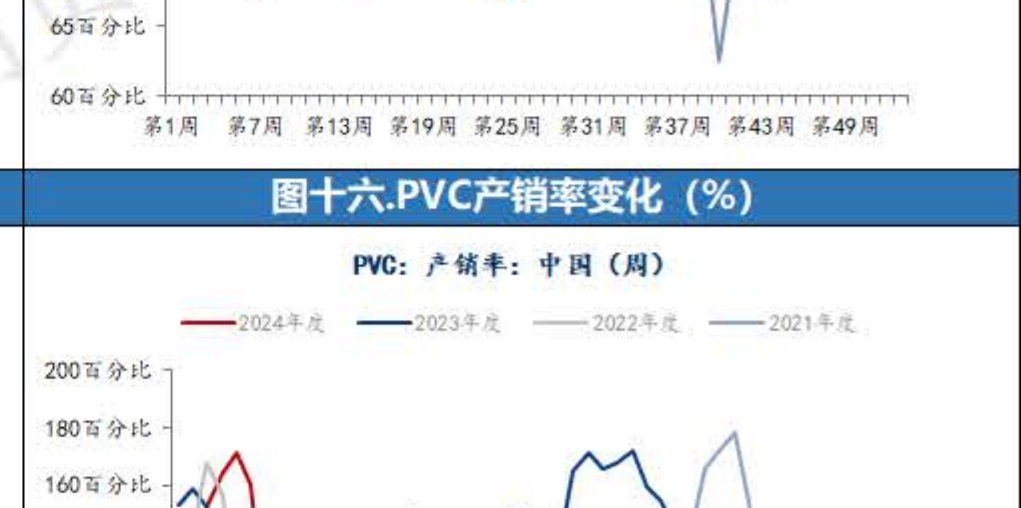 65百分比
60百分比
第1周 第7周 第13周 第19周 第25周 第31周 第37周 第43周 第49周
图十六.PVC产销率变化（%）
PVC：产销率：中国（周）
2024年度 2023年度 2022年度 2021年度
200百分比
180百分比
160百分比